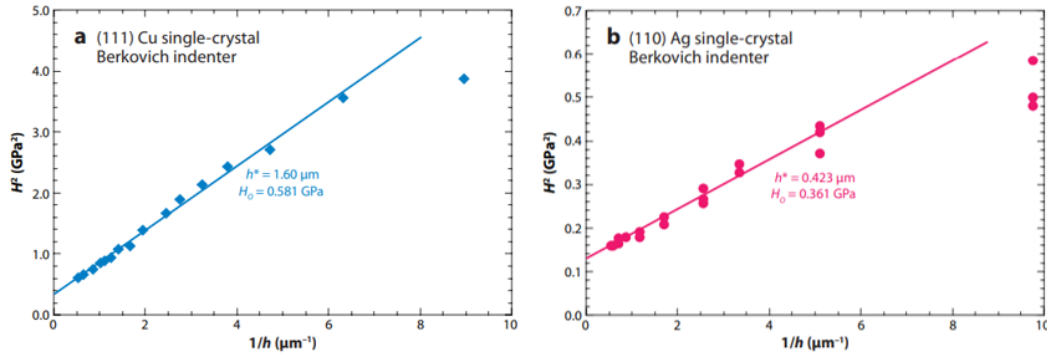 a (111) Cu single-crystal
Berkovich indenter
H² (GPa²)
5.0
4.0
3.0
2.0
1.0
0.0
h* = 1.60 μm
H₀ = 0.581 GPa
0 2 4 6 8 10
1/h (μm⁻¹)
b (110) Ag single-crystal
Berkovich indenter
H² (GPa²)
0.7
0.6
0.5
0.4
0.3
0.2
0.1
0.0
h* = 0.423 μm
H₀ = 0.361 GPa
0 2 4 6 8 10
1/h (μm⁻¹)